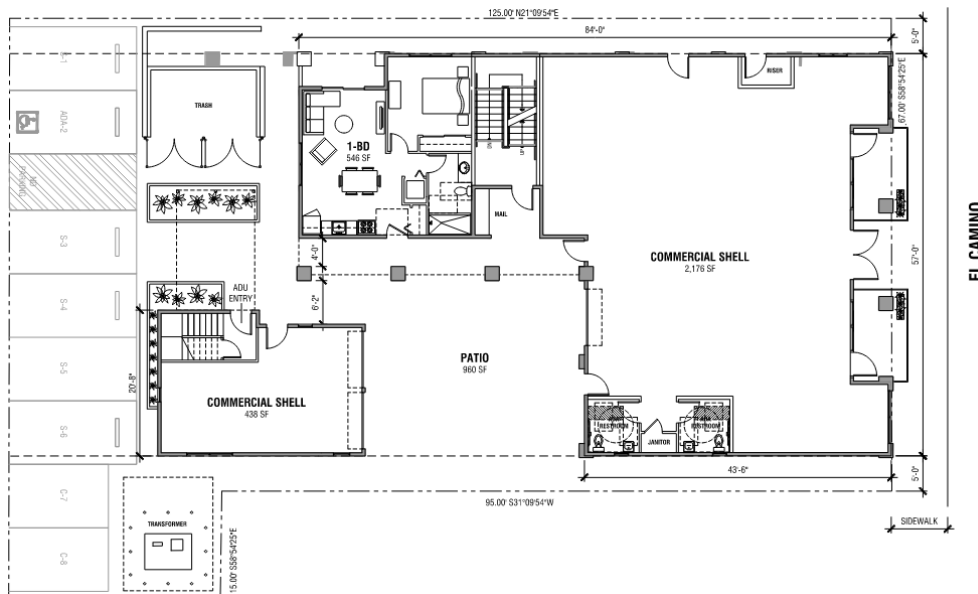 125.00' N21°09'54"E
84'-0"
5'-0"
A-1
TRASH
RISER
67.00' S58°54'25"E
ADA-2
1-BD
546 SF
DN
UP
NO
PARKING
MAIL
EL CAMINO
S-3
4'-0"
COMMERCIAL SHELL
2,176 SF
57'-0"
ADU
ENTRY
6'-2"
S-4
PATIO
960 SF
S-5
20'-8"
COMMERCIAL SHELL
438 SF
S-6
RESTROOM
JANITOR
RESTROOM
43'-6"
5'-0"
C-7
95.00' S31°09'54"W
TRANSFORMER
SIDEWALK
15.00' S58°54'25"E
C-8